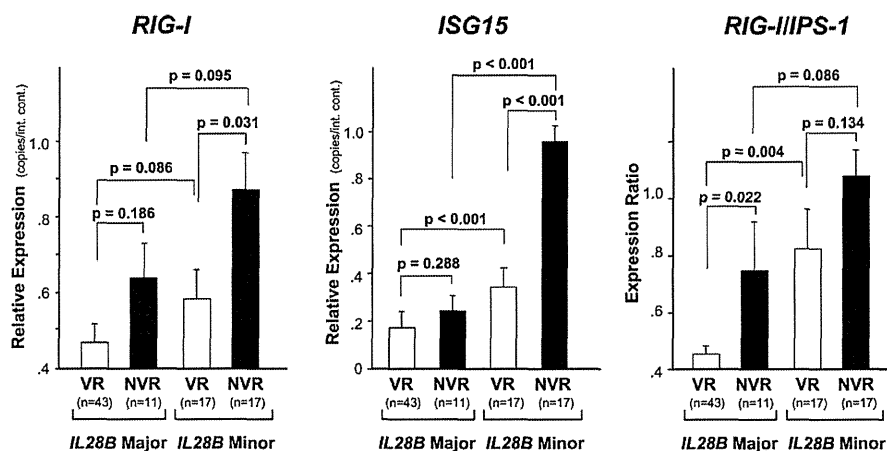 RIG-I
Relative Expression (copies/int. cont.)
1.0
.8
.6
.4
p = 0.095
p = 0.031
p = 0.086
p = 0.186
VR NVR VR NVR
(n=43) (n=11) (n=17) (n=17)
IL28B Major IL28B Minor
ISG15
Relative Expression (copies/int. cont.)
1.0
.8
.6
.4
0.2
0
p < 0.001
p < 0.001
p < 0.001
p = 0.288
VR NVR VR NVR
(n=43) (n=11) (n=17) (n=17)
IL28B Major IL28B Minor
RIG-I/IPS-1
Expression Ratio
1.0
.8
.6
.4
p = 0.086
p = 0.134
p = 0.004
p = 0.022
VR NVR VR NVR
(n=43) (n=11) (n=17) (n=17)
IL28B Major IL28B Minor